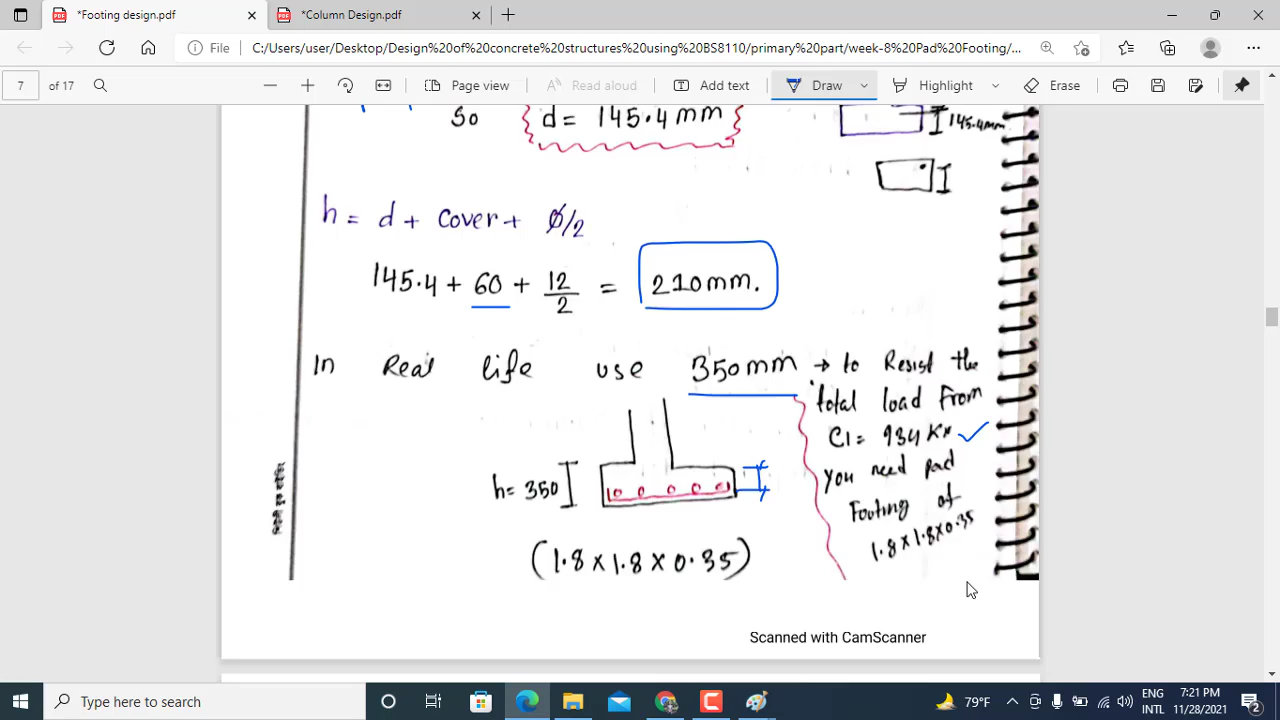 *Footing design.pdf
*Column Design.pdf
File
C:/Users/user/Desktop/Design%20of%20concrete%20structures%20using%20BS8110/primary%20part/week-8%20Pad%20Footing/...
7 of 17
Page view
Read aloud
Add text
Draw
Highlight
Erase
So d = 145.4 mm
145.4mm
h = d + cover + Ø/2
145.4 + 60 + 12/2 = 210mm.
In Real life use 350mm → to Resist the
total load From
C1 = 934 KN
You need pad
Footing of
1.8 x 1.8 x 0.35
h = 350
(1.8 x 1.8 x 0.35)
Scanned with CamScanner
Type here to search
79°F
ENG
INTL
7:21 PM
11/28/2021
2